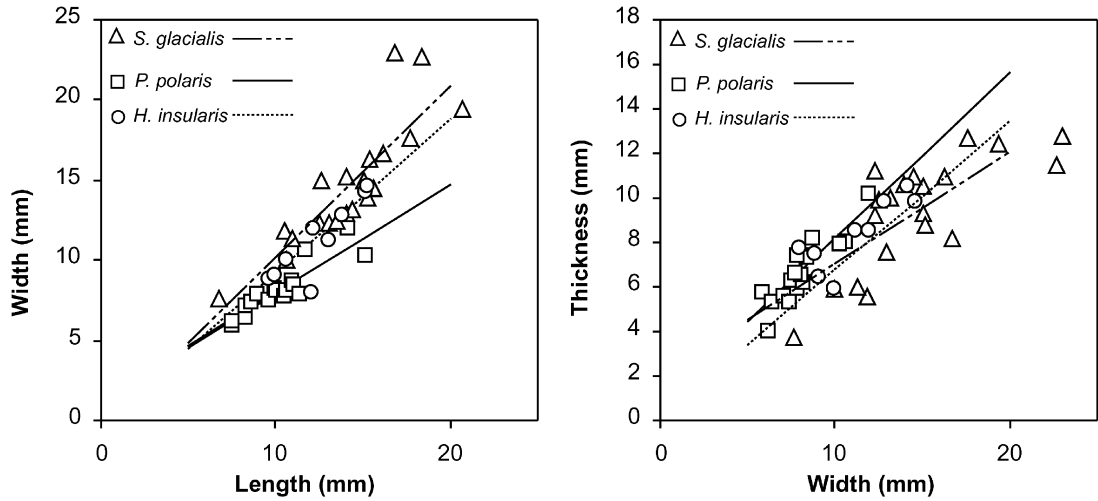 25
20
15
10
5
0
Width (mm)
S. glacialis
P. polaris
H. insularis
0 10 20
Length (mm)
18
16
14
12
10
8
6
4
2
0
Thickness (mm)
S. glacialis
P. polaris
H. insularis
0 10 20
Width (mm)